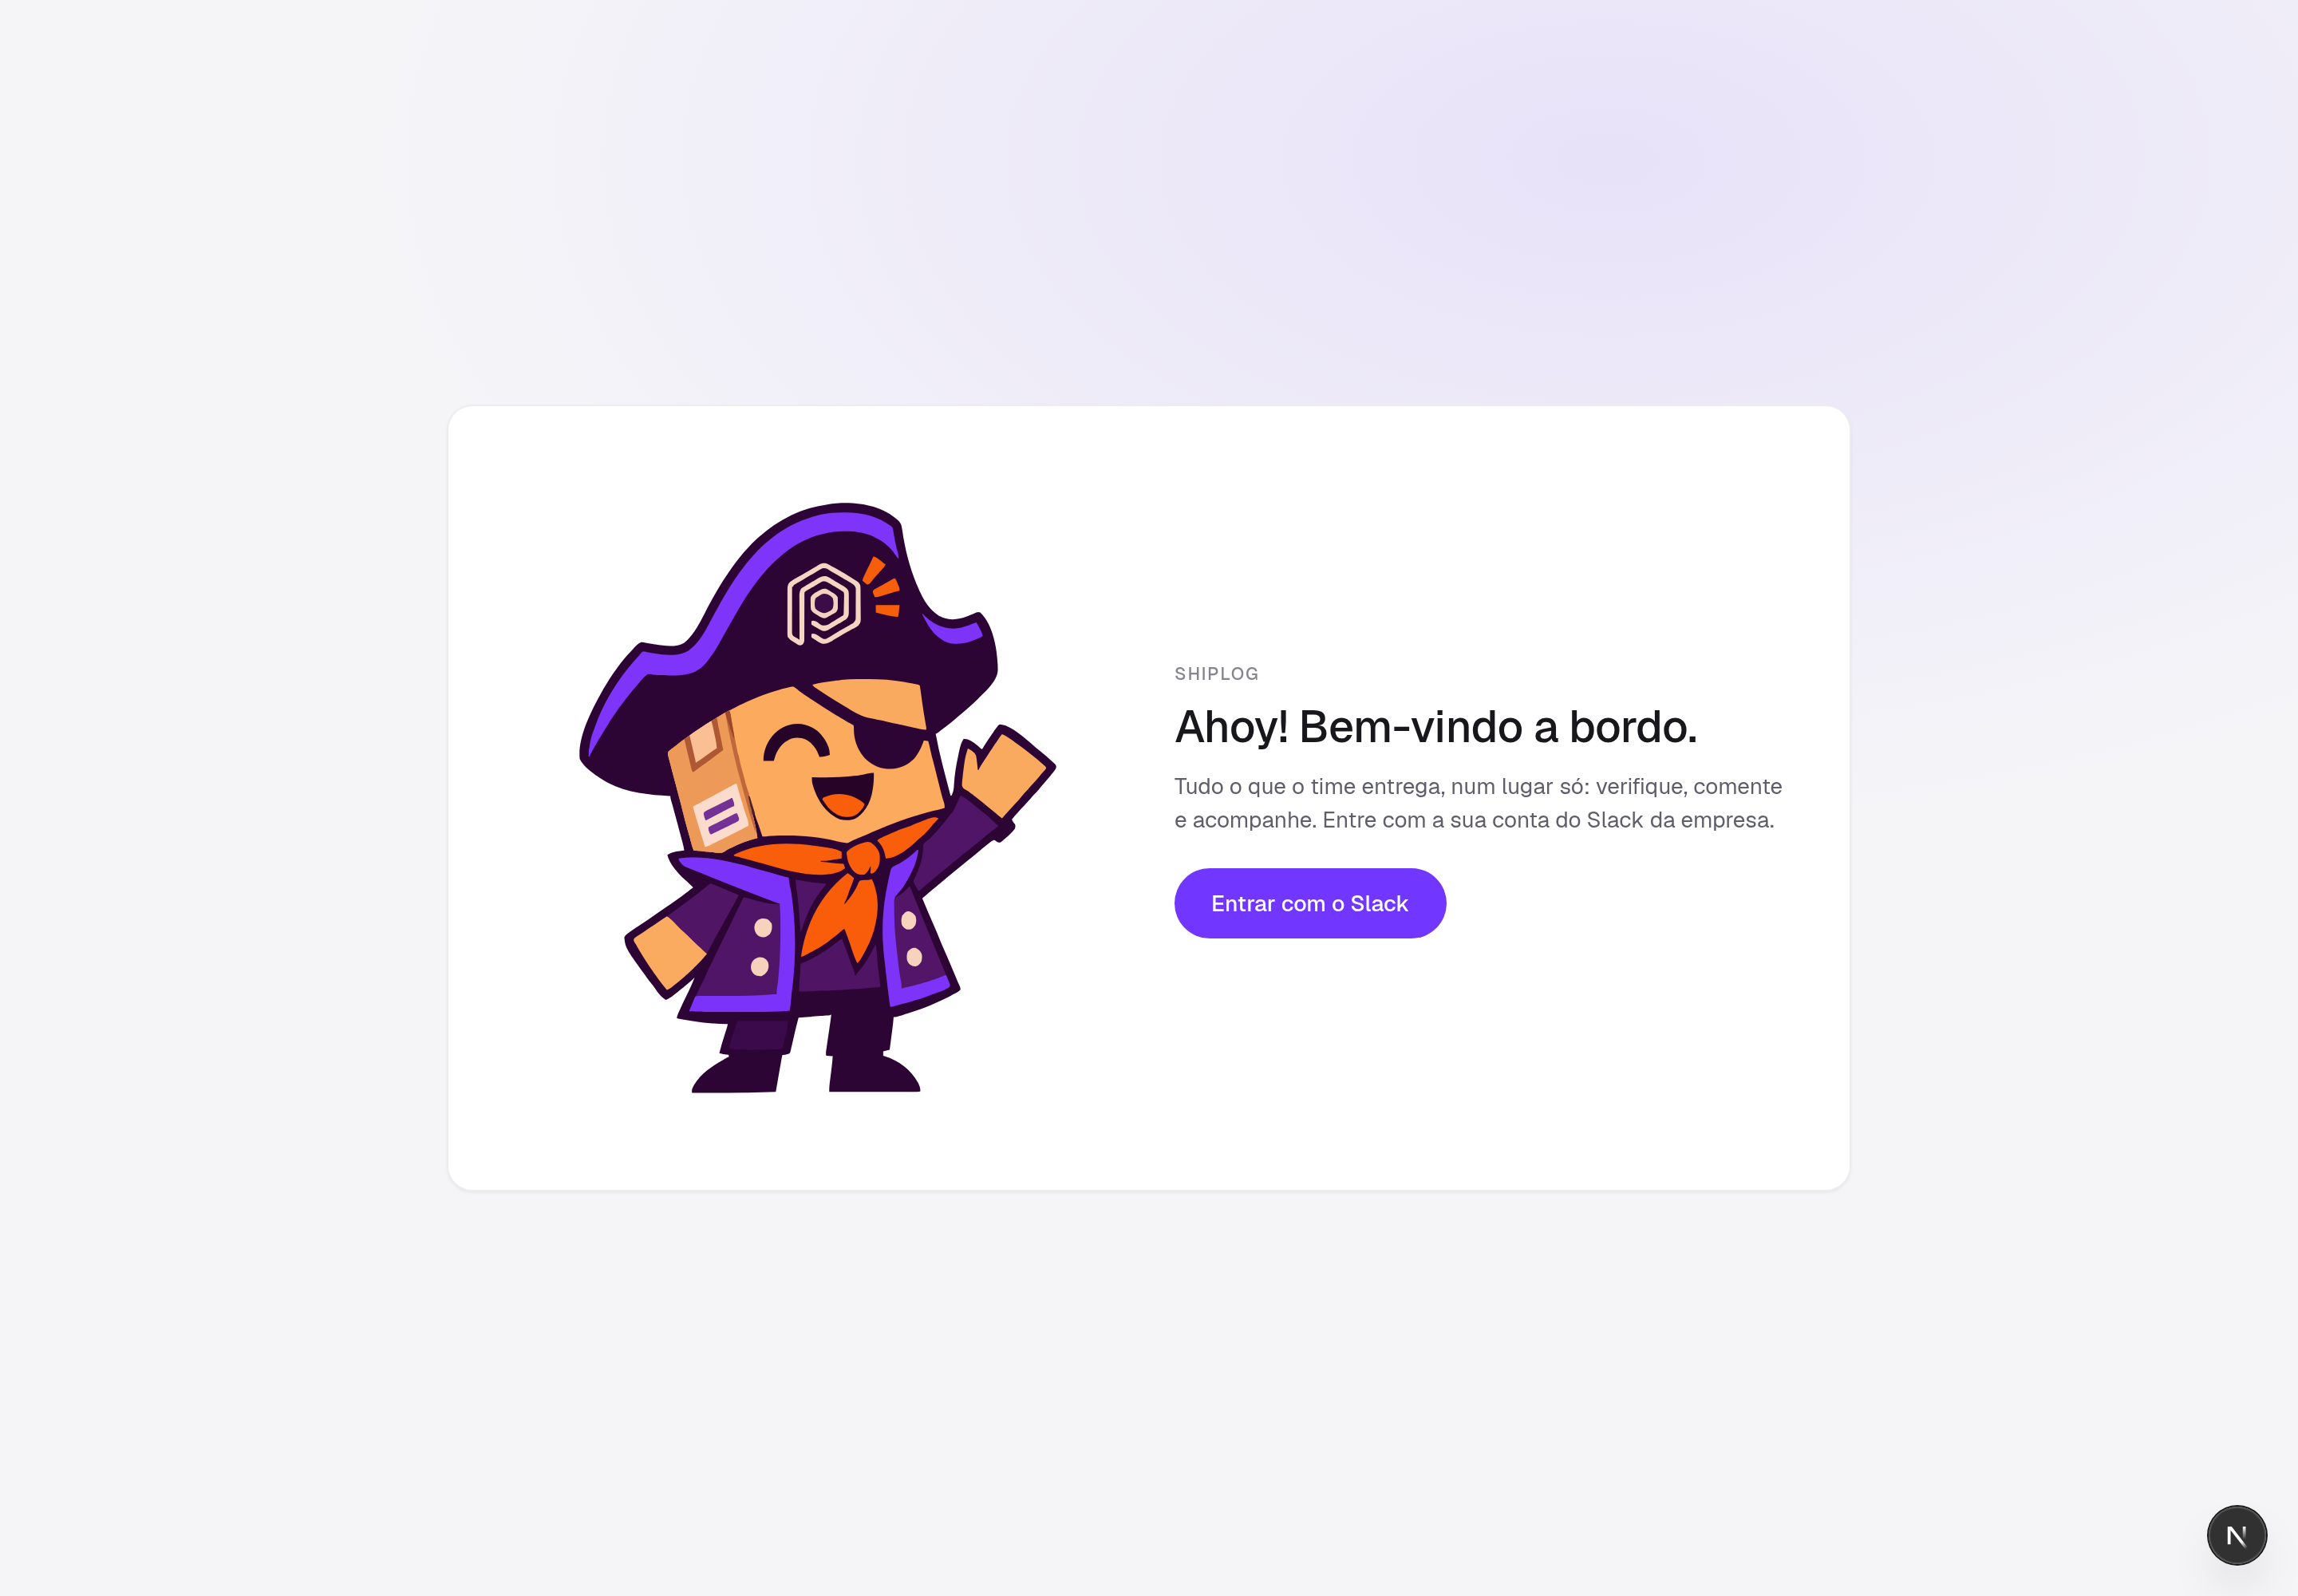 SHIPLOG
Ahoy! Bem-vindo a bordo.
Tudo o que o time entrega, num lugar só: verifique, comente
e acompanhe. Entre com a sua conta do Slack da empresa.
Entrar com o Slack
N